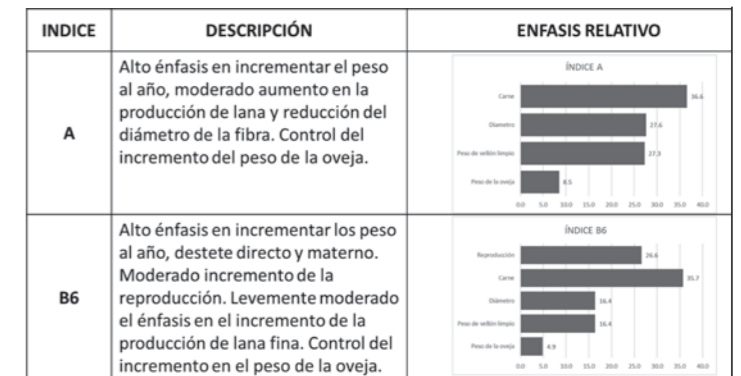 INDICE DESCRIPCIÓN ENFASIS RELATIVO
A
Alto énfasis en incrementar el peso
al año, moderado aumento en la
producción de lana y reducción del
diámetro de la fibra. Control del
incremento del peso de la oveja.
ÍNDICE A
Carne 36.6
Diametro 27.6
Peso de vellón limpio 27.3
Peso de la oveja 8.5
0.0 5.0 10.0 15.0 20.0 25.0 30.0 35.0 40.0
B6
Alto énfasis en incrementar los peso
al año, destete directo y materno.
Moderado incremento de la
reproducción. Levemente moderado
el énfasis en el incremento de la
producción de lana fina. Control del
incremento en el peso de la oveja.
ÍNDICE B6
Reproducción 26.6
Carne 35.7
Diámetro 16.4
Peso de vellón limpio 16.4
Peso de la oveja 4.9
0.0 5.0 10.0 15.0 20.0 25.0 30.0 35.0 40.0